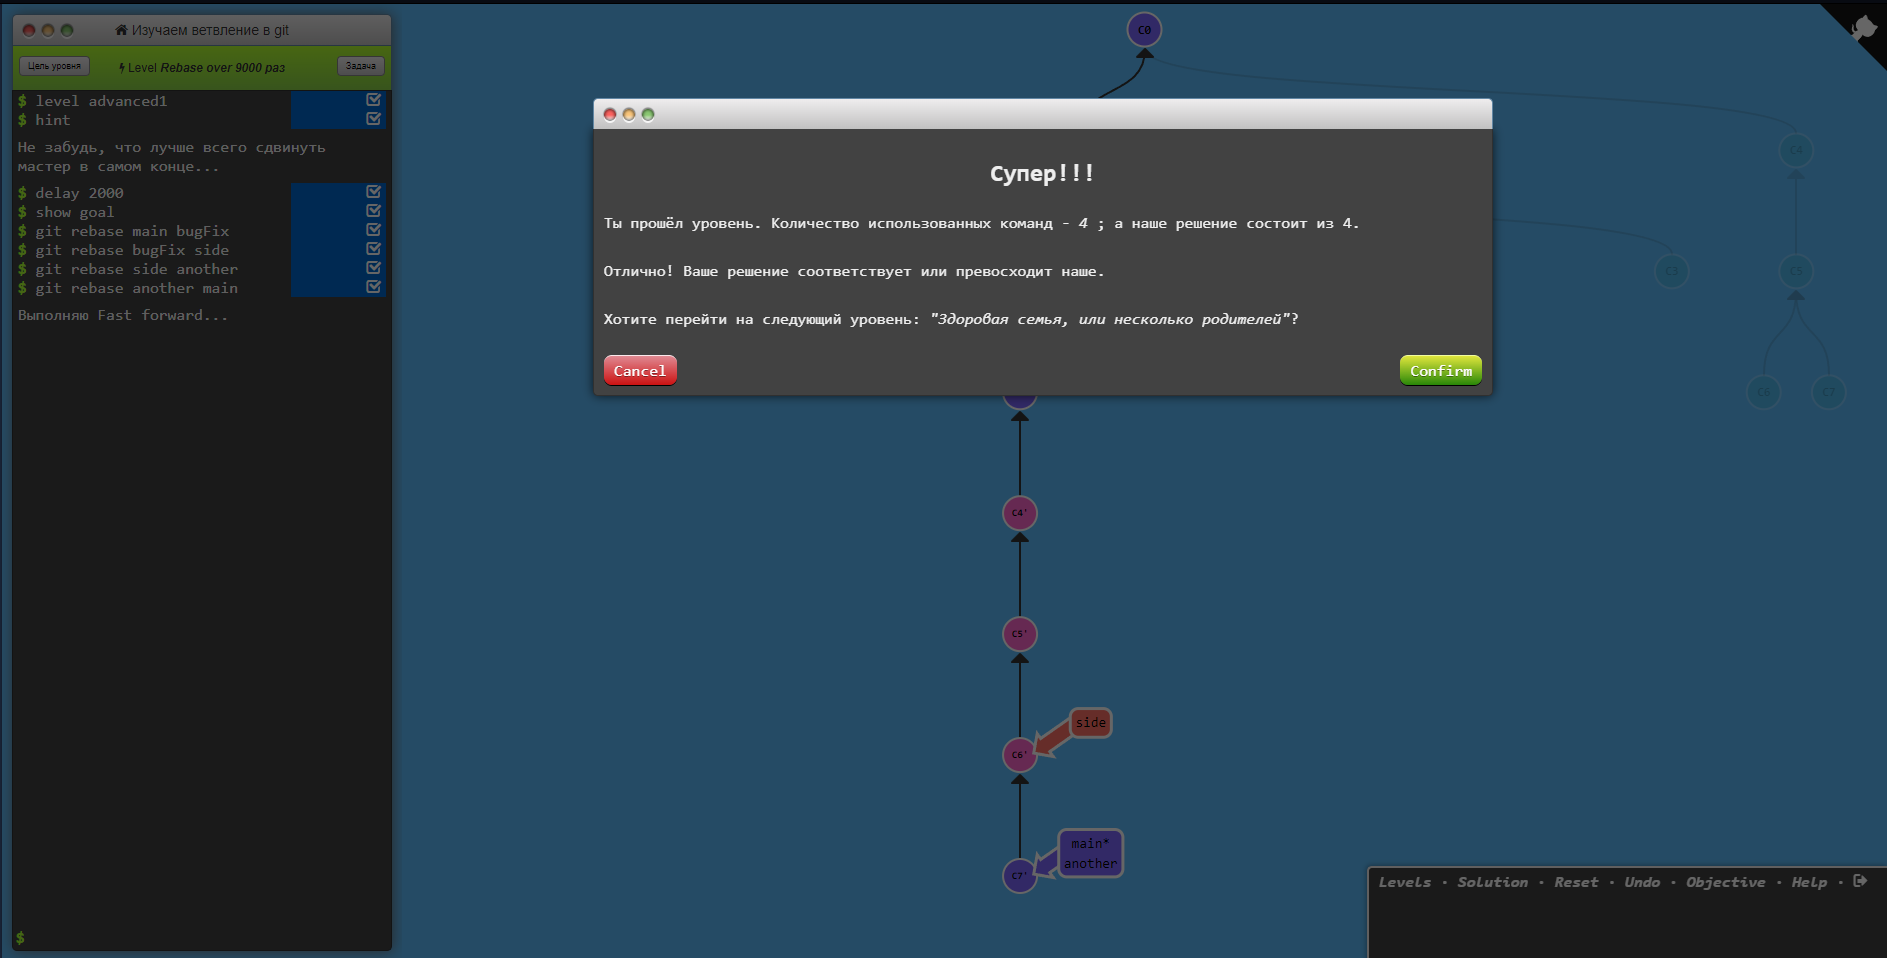 Изучаем ветвление в git
Цель уровня
Level Rebase over 9000 раз
Задача
$ level advanced1
$ hint
Не забудь, что лучше всего сдвинуть
мастер в самом конце...
$ delay 2000
$ show goal
$ git rebase main bugFix
$ git rebase bugFix side
$ git rebase side another
$ git rebase another main
Выполняю Fast forward...
$
C0
C4
C3
C5
C6
C7
Супер!!!
Ты прошёл уровень. Количество использованных команд - 4 ; а наше решение состоит из 4.
Отлично! Ваше решение соответствует или превосходит наше.
Хотите перейти на следующий уровень: "Здоровая семья, или несколько родителей"?
Cancel
Confirm
C4'
C5'
side
C6'
main*
another
C7'
Levels · Solution · Reset · Undo · Objective · Help ·